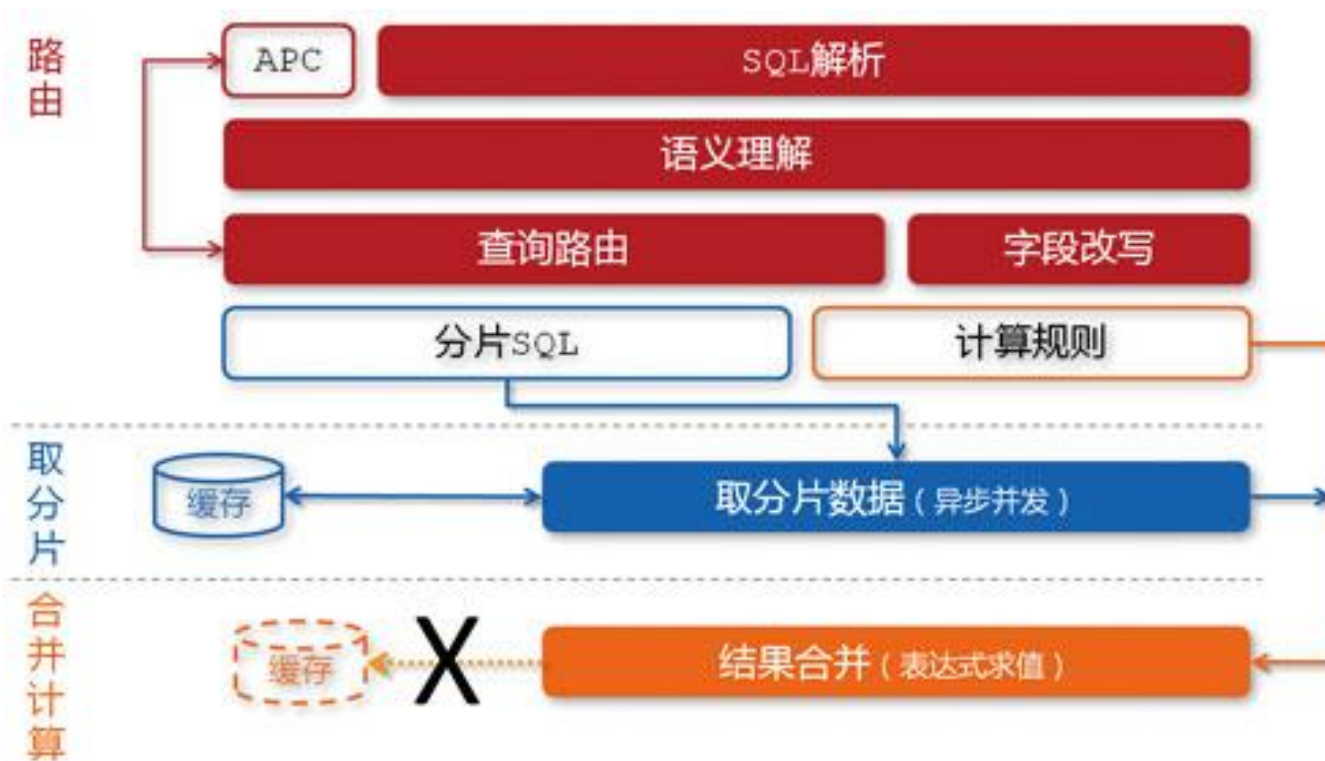 路由
APC
SQL解析
语义理解
查询路由
字段改写
分片SQL
计算规则
取分片
缓存
取分片数据(异步并发)
合并计算
缓存
X
结果合并(表达式求值)